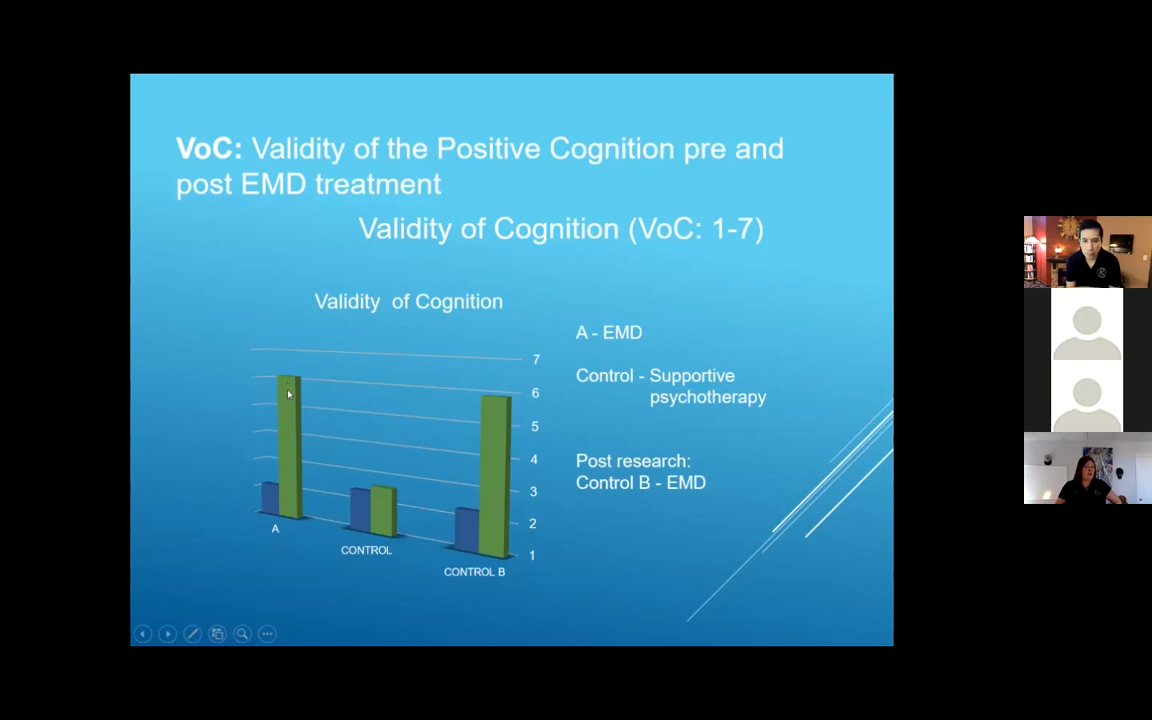 VoC: Validity of the Positive Cognition pre and
post EMD treatment
Validity of Cognition (VoC: 1-7)
Validity of Cognition
7
6
5
4
3
2
1
A
CONTROL
CONTROL B
A - EMD
Control - Supportive
psychotherapy
Post research:
Control B - EMD